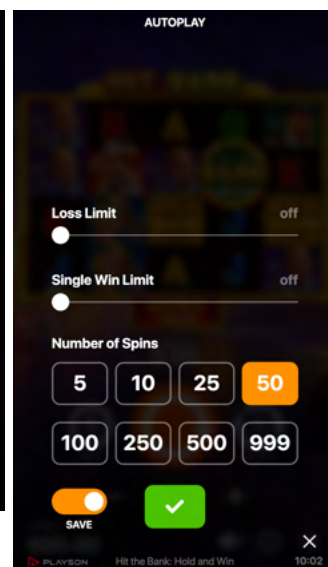 AUTOPLAY
Loss Limit off
Single Win Limit off
Number of Spins
5 10 25 50
100 250 500 999
SAVE
PLAYSON Hit the Bank: Hold and Win 10:02